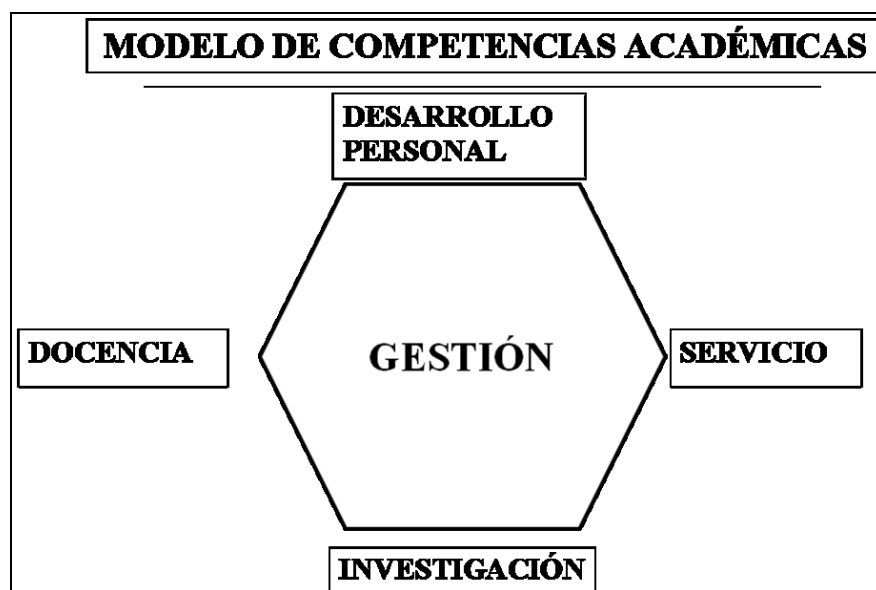 MODELO DE COMPETENCIAS ACADÉMICAS
DESARROLLO
PERSONAL
DOCENCIA
GESTIÓN
SERVICIO
INVESTIGACIÓN